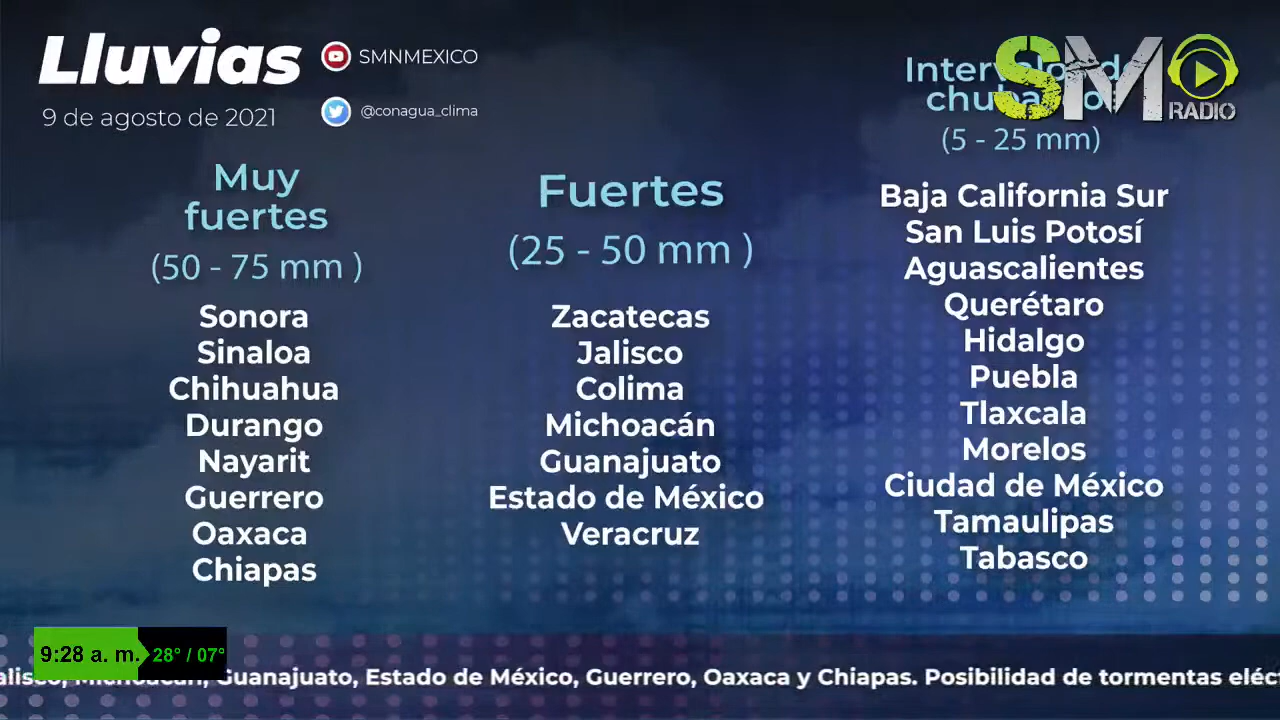 Lluvias
9 de agosto de 2021
SMNMEXICO
@conagua_clima
SM
RADIO
Muy
fuertes
(50 - 75 mm )
Sonora
Sinaloa
Chihuahua
Durango
Nayarit
Guerrero
Oaxaca
Chiapas
Fuertes
(25 - 50 mm )
Zacatecas
Jalisco
Colima
Michoacán
Guanajuato
Estado de México
Veracruz
(5 - 25 mm)
Baja California Sur
San Luis Potosí
Aguascalientes
Querétaro
Hidalgo
Puebla
Tlaxcala
Morelos
Ciudad de México
Tamaulipas
Tabasco
9:28 a. m.
28° / 07°
Guanajuato, Estado de México, Guerrero, Oaxaca y Chiapas. Posibilidad de tormentas eléc